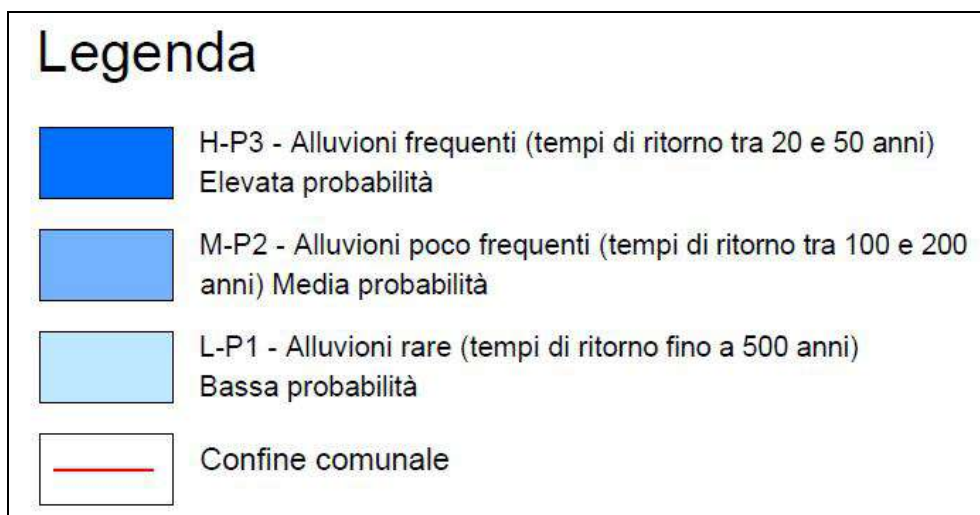 Legenda
H-P3 - Alluvioni frequenti (tempi di ritorno tra 20 e 50 anni)
Elevata probabilità
M-P2 - Alluvioni poco frequenti (tempi di ritorno tra 100 e 200
anni) Media probabilità
L-P1 - Alluvioni rare (tempi di ritorno fino a 500 anni)
Bassa probabilità
Confine comunale